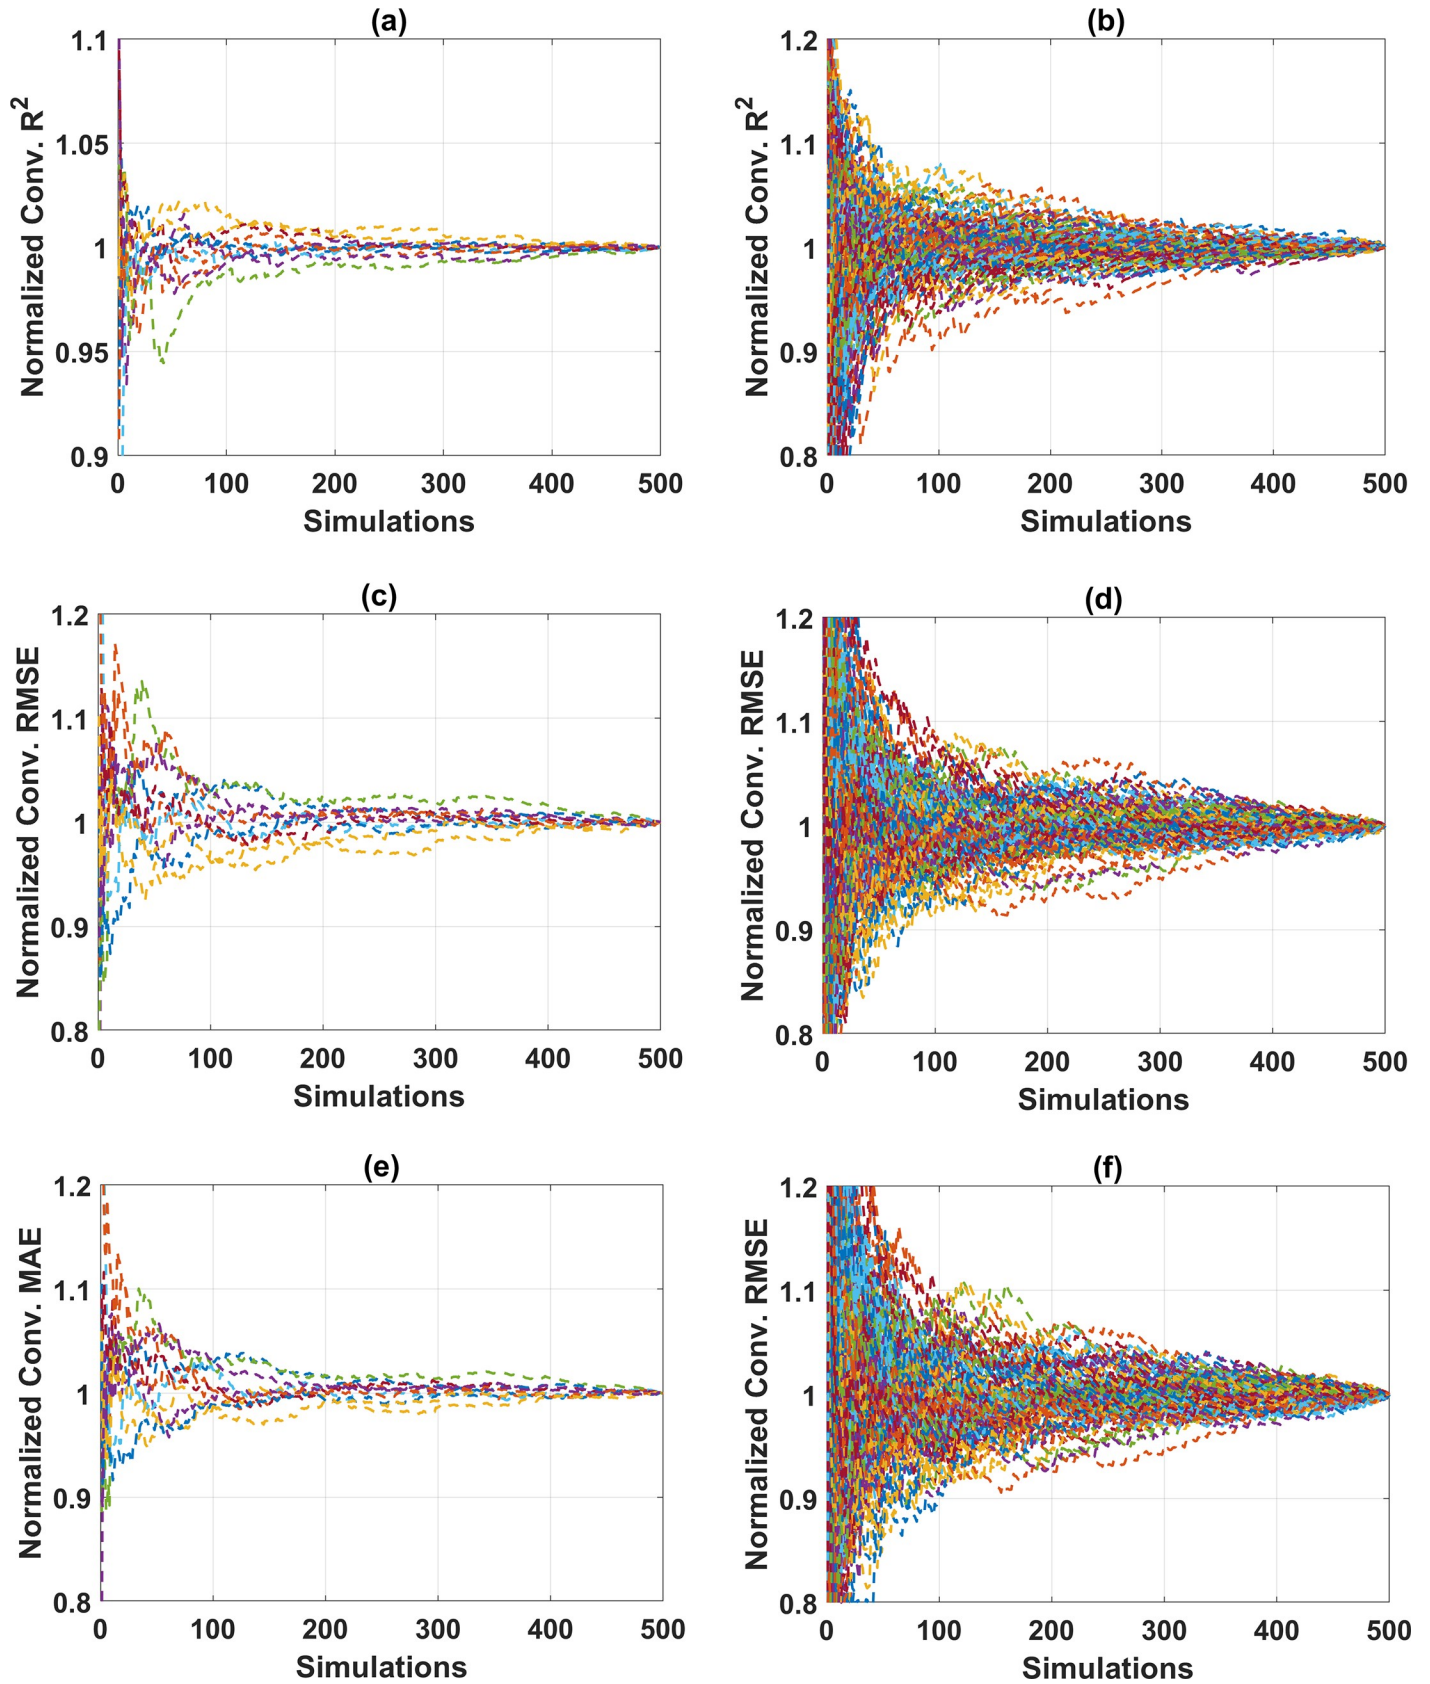 (a)
1.1
1.05
1
0.95
0.9
Normalized Conv. R²
0 100 200 300 400 500
Simulations
(b)
1.2
1.1
1
0.9
0.8
Normalized Conv. R²
0 100 200 300 400 500
Simulations
(c)
1.2
1.1
1
0.9
0.8
Normalized Conv. RMSE
0 100 200 300 400 500
Simulations
(d)
1.2
1.1
1
0.9
0.8
Normalized Conv. RMSE
0 100 200 300 400 500
Simulations
(e)
1.2
1.1
1
0.9
0.8
Normalized Conv. MAE
0 100 200 300 400 500
Simulations
(f)
1.2
1.1
1
0.9
0.8
Normalized Conv. RMSE
0 100 200 300 400 500
Simulations